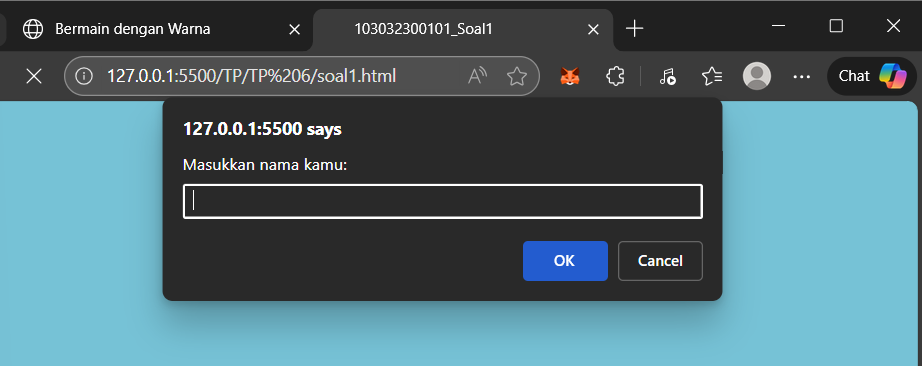 Bermain dengan Warna
103032300101_Soal1
127.0.0.1:5500/TP/TP%206/soal1.html
Chat
127.0.0.1:5500 says
Masukkan nama kamu:
OK
Cancel